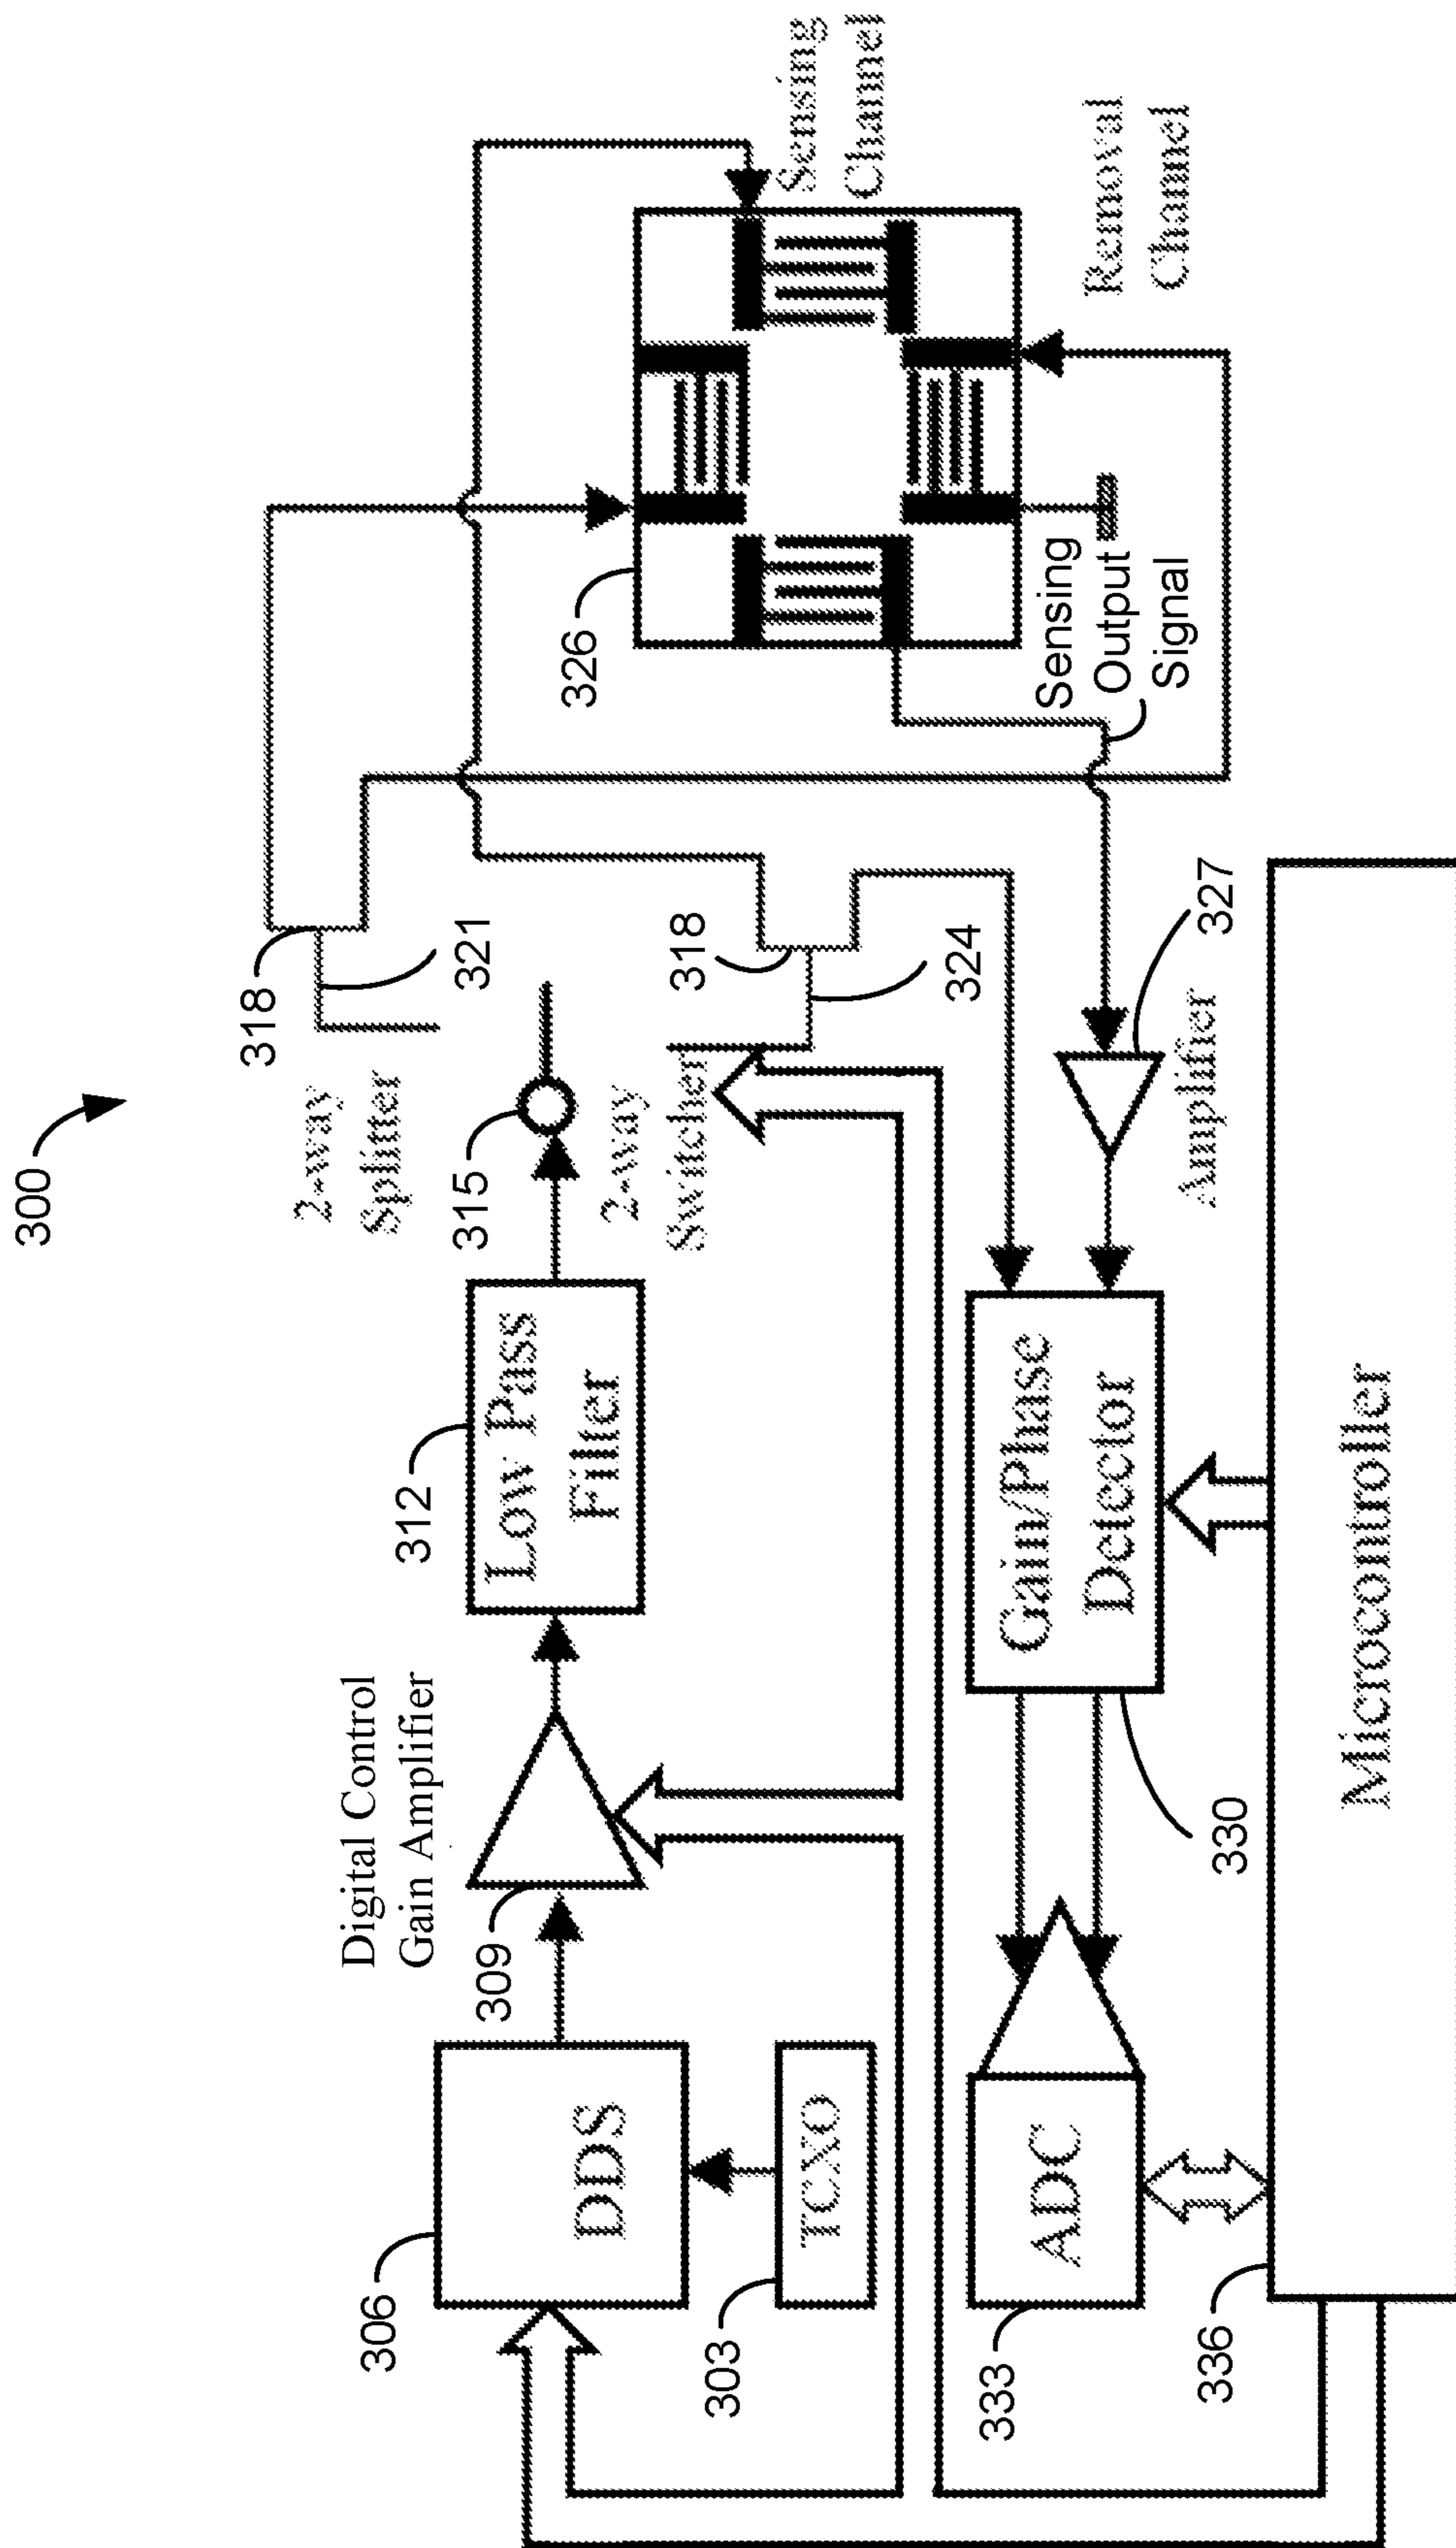 300
318
2-way
Splitter
321
Digital Control
Gain Amplifier
309
312
Low Pass
Filter
315
2-way
Switcher
318
324
306
DDS
303
TCXO
326
Sensing
Channel
Removal
Channel
Sensing
Output
Signal
327
Amplifier
Gain/Phase
Detector
330
ADC
333
336
Microcontroller